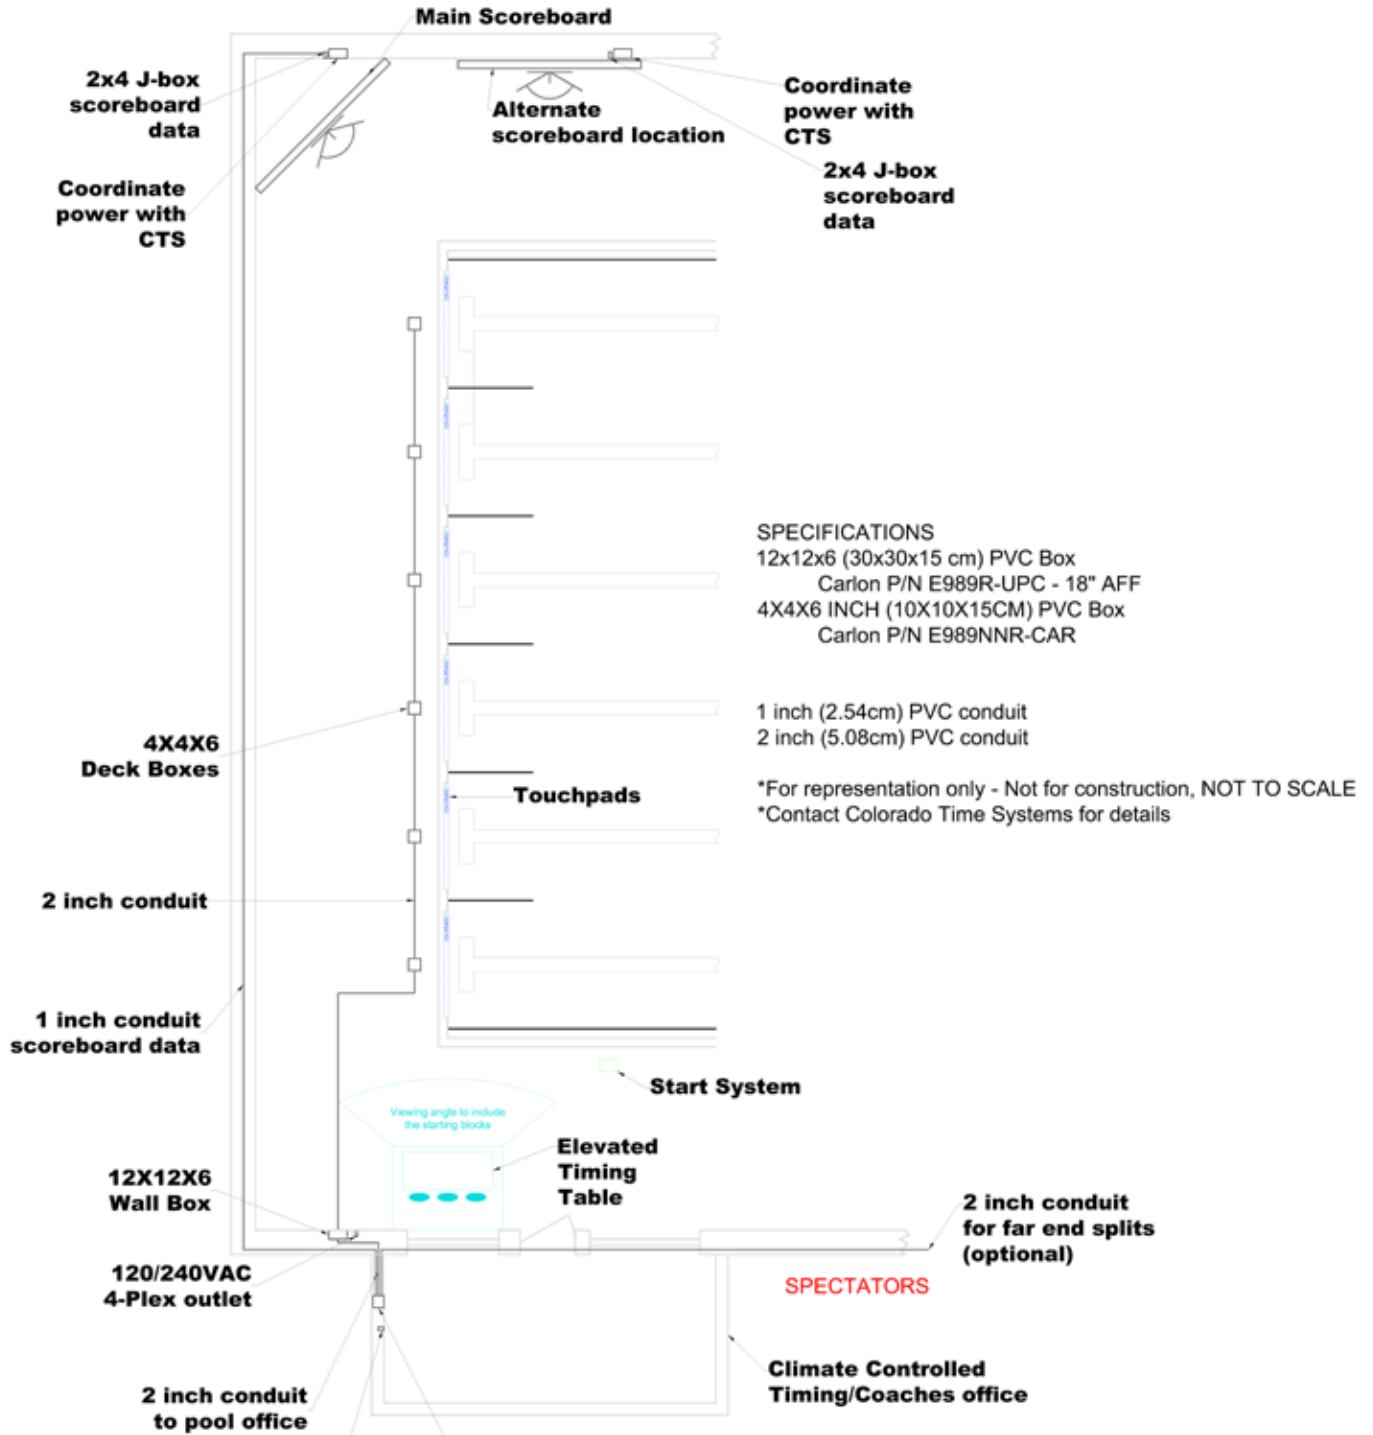 Main Scoreboard
2x4 J-box
scoreboard
data
Coordinate
power with
CTS
Alternate
scoreboard location
Coordinate
power with
CTS
2x4 J-box
scoreboard
data
SPECIFICATIONS
12x12x6 (30x30x15 cm) PVC Box
Carlon P/N E989R-UPC - 18" AFF
4X4X6 INCH (10X10X15CM) PVC Box
Carlon P/N E989NNR-CAR
1 inch (2.54cm) PVC conduit
2 inch (5.08cm) PVC conduit
*For representation only - Not for construction, NOT TO SCALE
*Contact Colorado Time Systems for details
4X4X6
Deck Boxes
Touchpads
2 inch conduit
1 inch conduit
scoreboard data
Start System
Viewing angle to include
the starting blocks
Elevated
Timing
Table
12X12X6
Wall Box
2 inch conduit
for far end splits
(optional)
120/240VAC
4-Plex outlet
SPECTATORS
Climate Controlled
Timing/Coaches office
2 inch conduit
to pool office